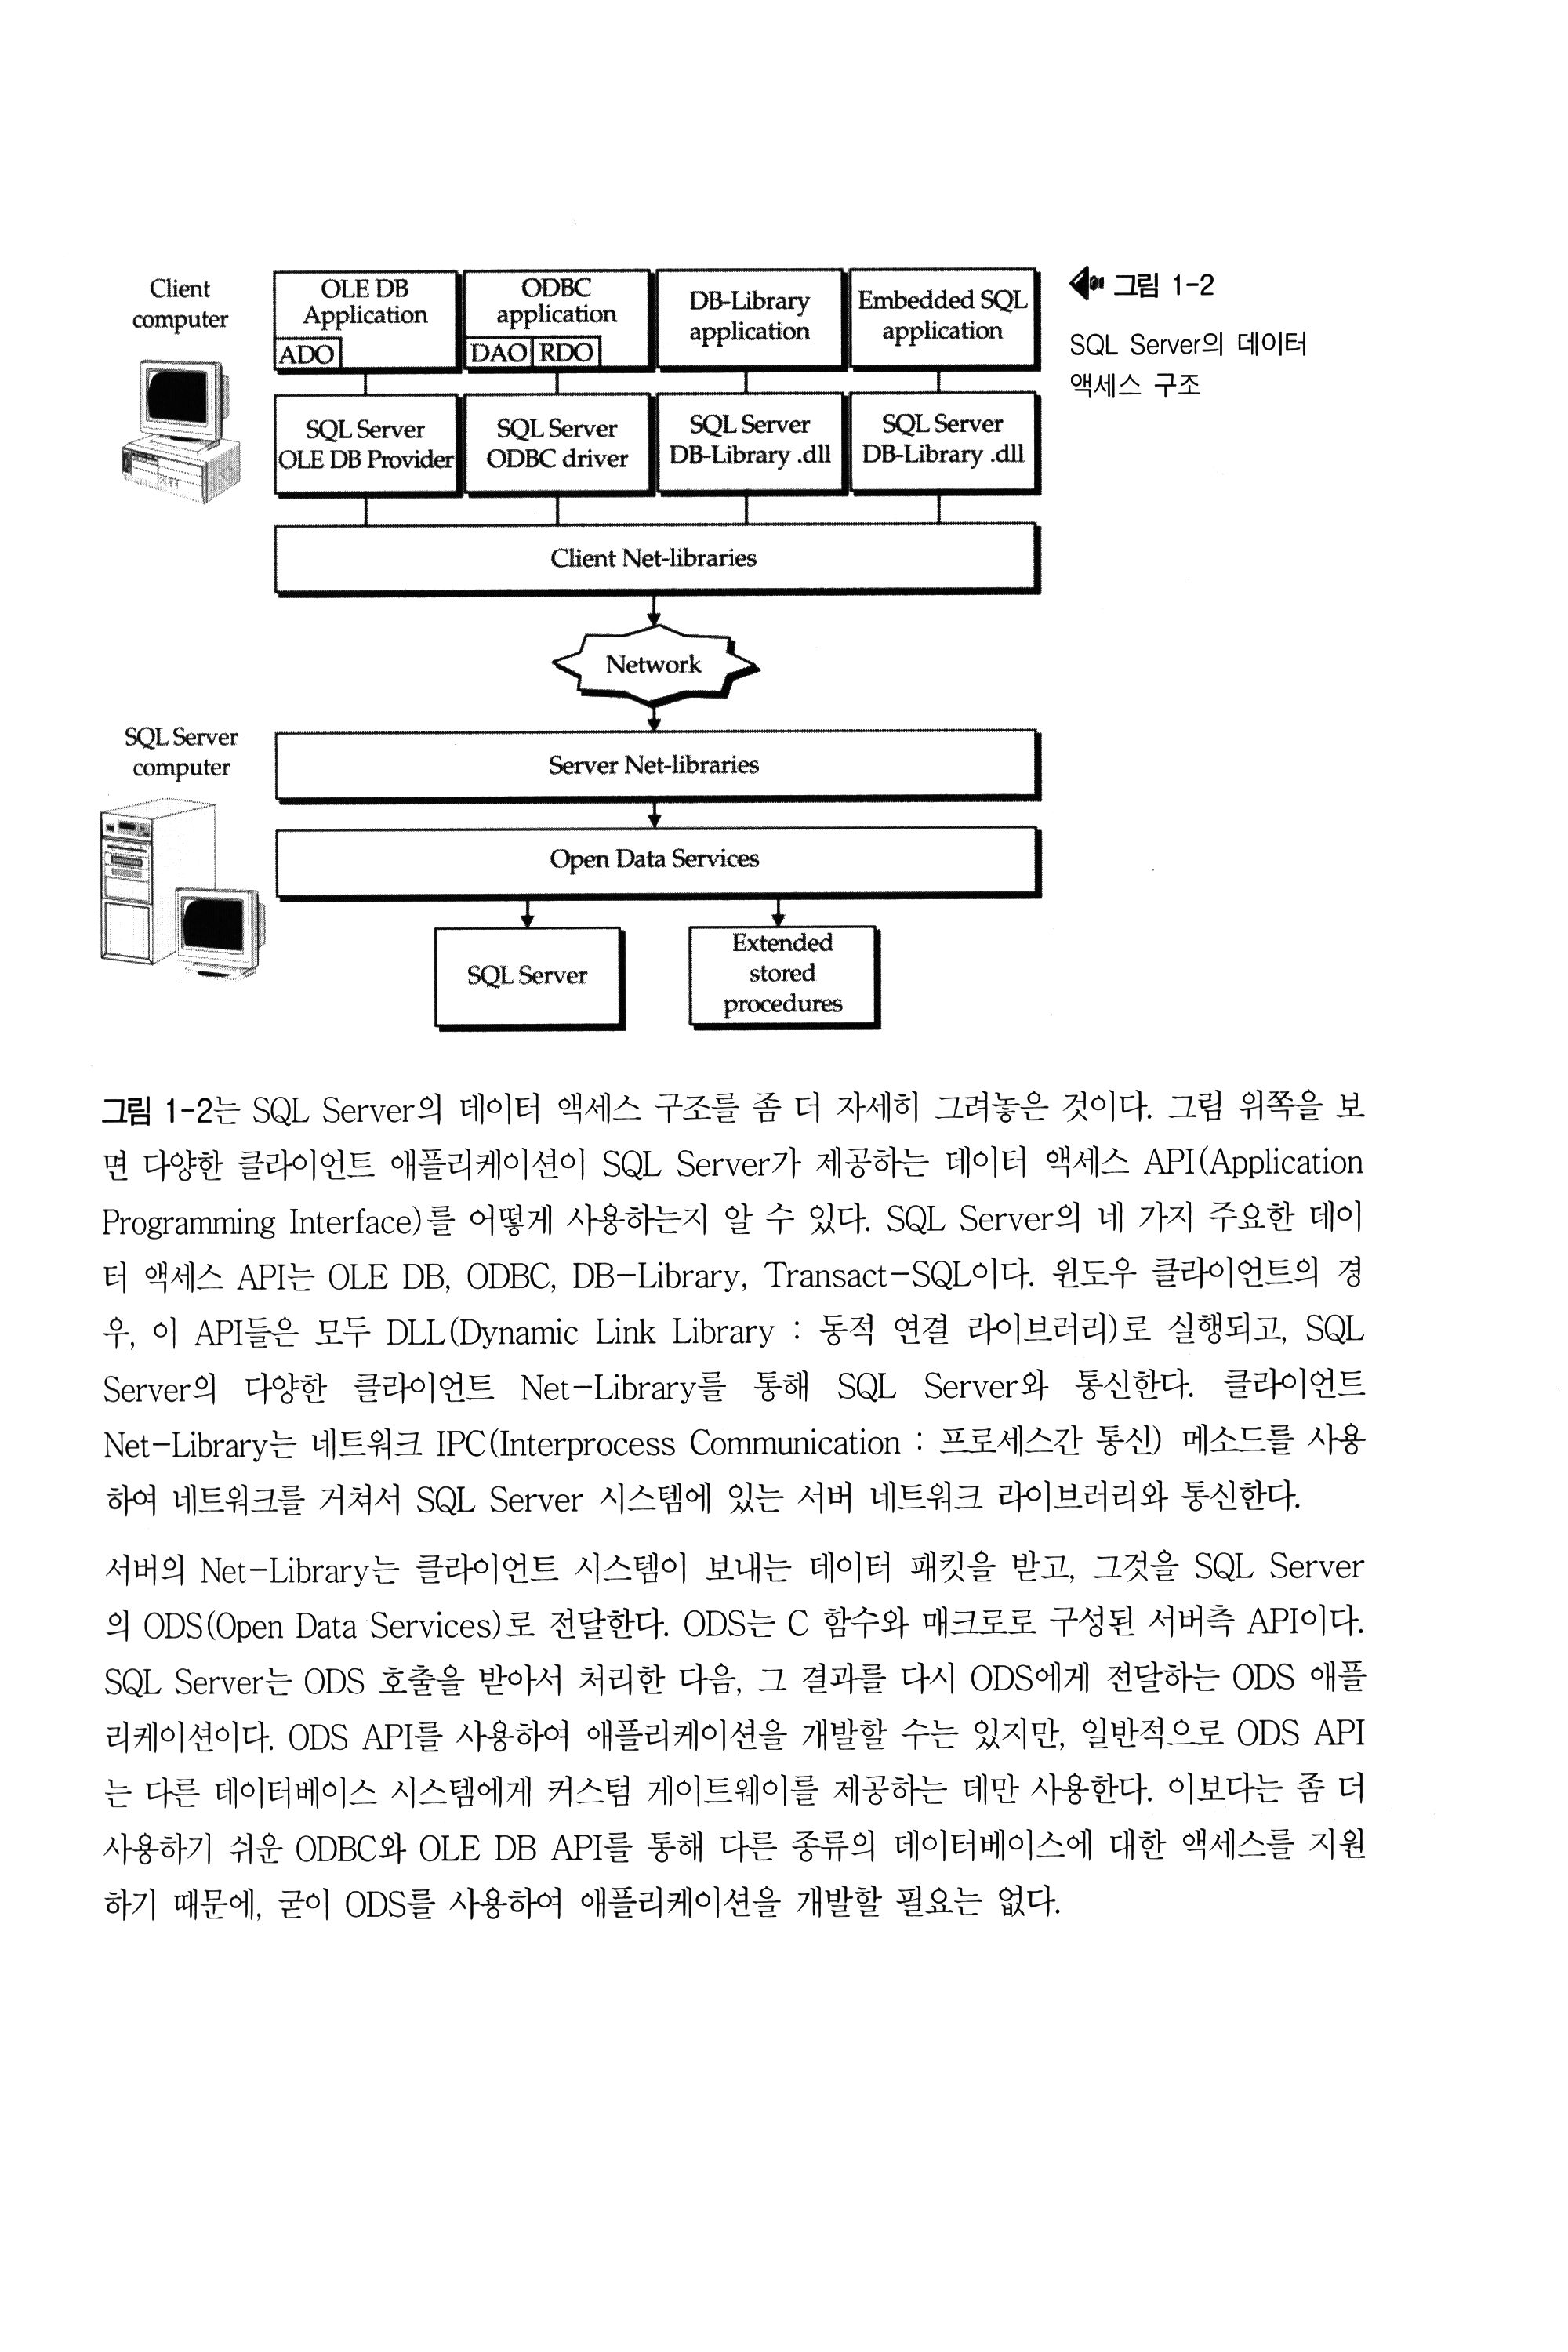 Client
computer
OLE DB
Application
ADO
ODBC
application
DAO RDO
DB-Library
application
Embedded SQL
application
그림 1-2
SQL Server의 데이터
액세스 구조
SQL Server
OLE DB Provider
SQL Server
ODBC driver
SQL Server
DB-Library .dll
SQL Server
DB-Library .dll
Client Net-libraries
Network
SQL Server
computer
Server Net-libraries
Open Data Services
SQL Server
Extended
stored
procedures
그림 1-2는 SQL Server의 데이터 액세스 구조를 좀 더 자세히 그려놓은 것이다. 그림 위쪽을 보
면 다양한 클라이언트 애플리케이션이 SQL Server가 제공하는 데이터 액세스 API(Application
Programming Interface)를 어떻게 사용하는지 알 수 있다. SQL Server의 네 가지 주요한 데이
터 액세스 API는 OLE DB, ODBC, DB-Library, Transact-SQL이다. 윈도우 클라이언트의 경
우, 이 API들은 모두 DLL(Dynamic Link Library : 동적 연결 라이브러리)로 실행되고, SQL
Server의 다양한 클라이언트 Net-Library를 통해 SQL Server와 통신한다. 클라이언트
Net-Library는 네트워크 IPC(Interprocess Communication : 프로세스간 통신) 메소드를 사용
하여 네트워크를 거쳐서 SQL Server 시스템에 있는 서버 네트워크 라이브러리와 통신한다.
서버의 Net-Library는 클라이언트 시스템이 보내는 데이터 패킷을 받고, 그것을 SQL Server
의 ODS(Open Data Services)로 전달한다. ODS는 C 함수와 매크로로 구성된 서버측 API이다.
SQL Server는 ODS 호출을 받아서 처리한 다음, 그 결과를 다시 ODS에게 전달하는 ODS 애플
리케이션이다. ODS API를 사용하여 애플리케이션을 개발할 수는 있지만, 일반적으로 ODS API
는 다른 데이터베이스 시스템에게 커스텀 게이트웨이를 제공하는 데만 사용한다. 이보다는 좀 더
사용하기 쉬운 ODBC와 OLE DB API를 통해 다른 종류의 데이터베이스에 대한 액세스를 지원
하기 때문에, 굳이 ODS를 사용하여 애플리케이션을 개발할 필요는 없다.